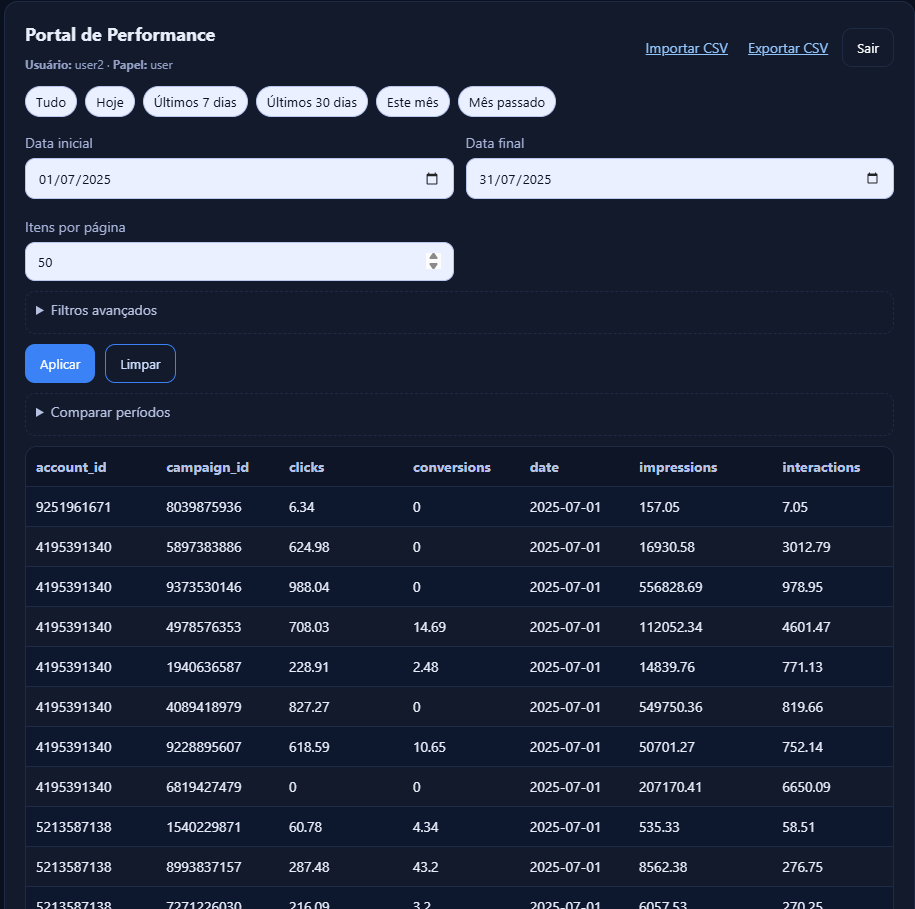 Portal de Performance
Importar CSV Exportar CSV Sair
Usuário: user2 · Papel: user
Tudo Hoje Últimos 7 dias Últimos 30 dias Este mês Mês passado
Data inicial Data final
01/07/2025 31/07/2025
Itens por página
50
Filtros avançados
Aplicar Limpar
Comparar períodos
account_id campaign_id clicks conversions date impressions interactions
9251961671 8039875936 6.34 0 2025-07-01 157.05 7.05
4195391340 5897383886 624.98 0 2025-07-01 16930.58 3012.79
4195391340 9373530146 988.04 0 2025-07-01 556828.69 978.95
4195391340 4978576353 708.03 14.69 2025-07-01 112052.34 4601.47
4195391340 1940636587 228.91 2.48 2025-07-01 14839.76 771.13
4195391340 4089418979 827.27 0 2025-07-01 549750.36 819.66
4195391340 9228895607 618.59 10.65 2025-07-01 50701.27 752.14
4195391340 6819427479 0 0 2025-07-01 207170.41 6650.09
5213587138 1540229871 60.78 4.34 2025-07-01 535.33 58.51
5213587138 8993837157 287.48 43.2 2025-07-01 8562.38 276.75
5213587138 7271226030 216.09 3.2 2025-07-01 6057.53 270.25